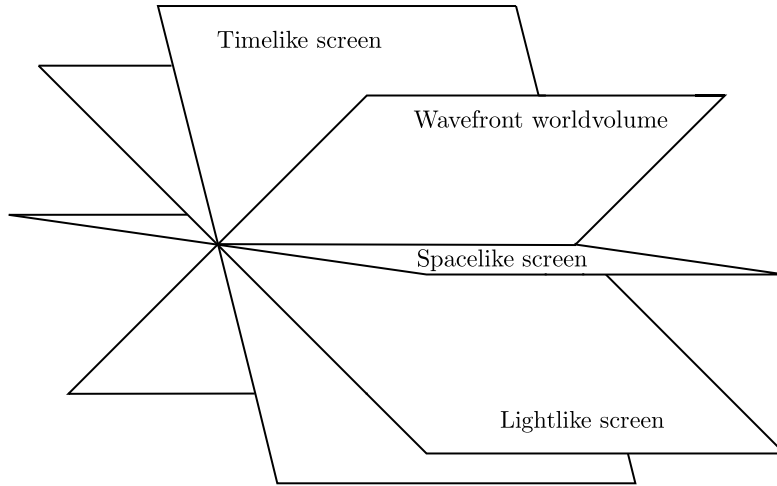 Timelike screen
Wavefront worldvolume
Spacelike screen
Lightlike screen